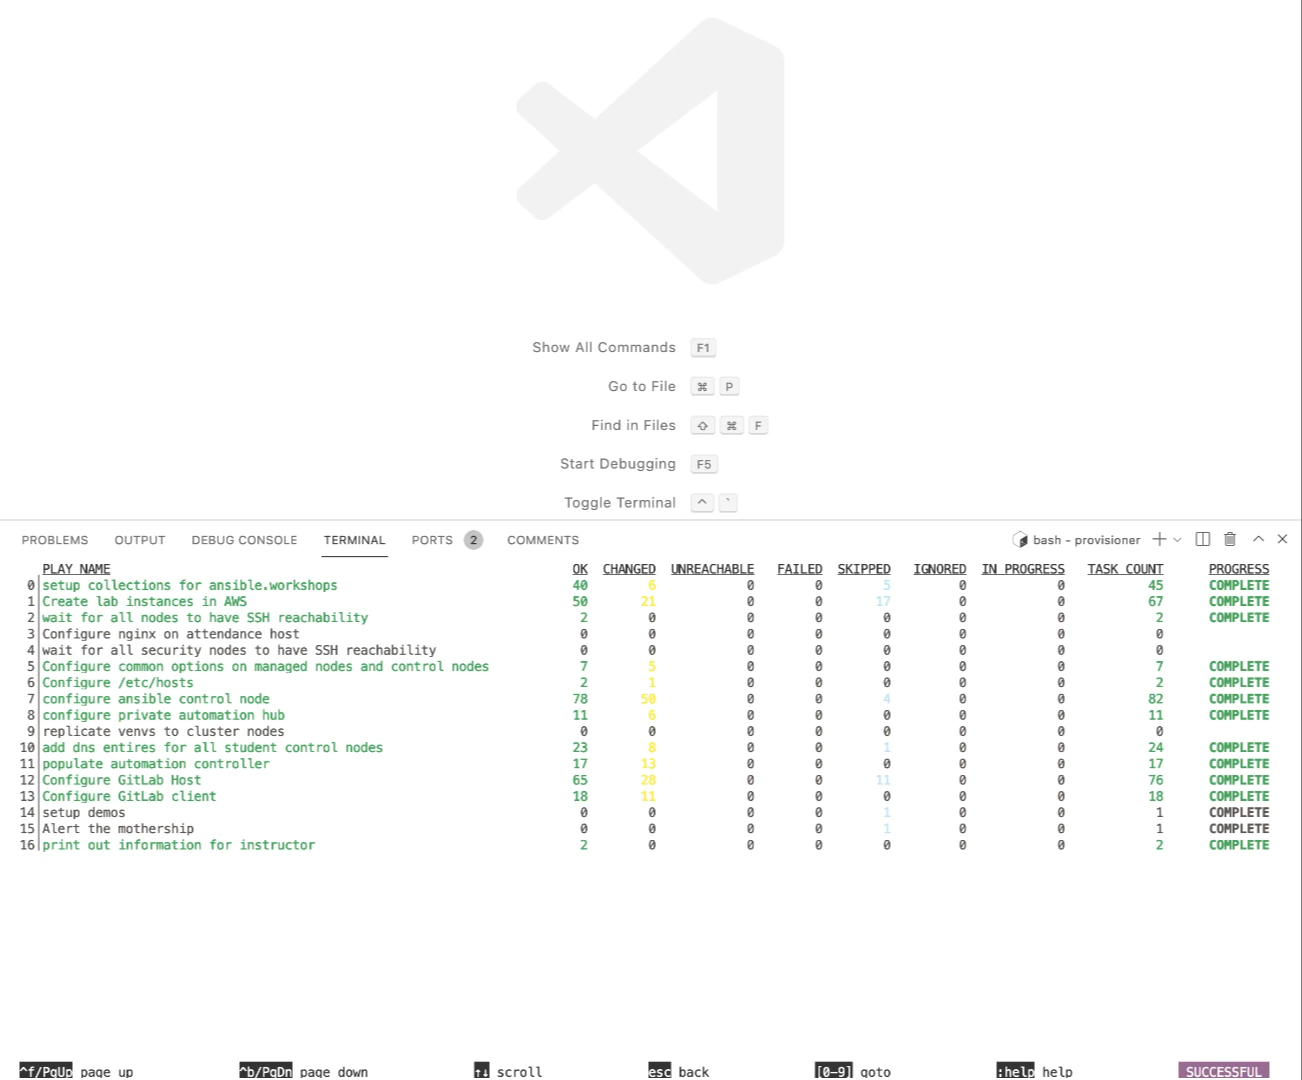 Show All Commands F1
Go to File ⌘ P
Find in Files ⇧ ⌘ F
Start Debugging F5
Toggle Terminal ^ `
PROBLEMS OUTPUT DEBUG CONSOLE TERMINAL PORTS 2 COMMENTS bash - provisioner
PLAY NAME OK CHANGED UNREACHABLE FAILED SKIPPED IGNORED IN PROGRESS TASK COUNT PROGRESS
0 setup collections for ansible.workshops 40 6 0 0 5 0 0 45 COMPLETE
1 Create lab instances in AWS 50 21 0 0 17 0 0 67 COMPLETE
2 wait for all nodes to have SSH reachability 2 0 0 0 0 0 0 2 COMPLETE
3 Configure nginx on attendance host 0 0 0 0 0 0 0 0
4 wait for all security nodes to have SSH reachability 0 0 0 0 0 0 0 0
5 Configure common options on managed nodes and control nodes 7 5 0 0 0 0 0 7 COMPLETE
6 Configure /etc/hosts 2 1 0 0 0 0 0 2 COMPLETE
7 configure ansible control node 78 50 0 0 4 0 0 82 COMPLETE
8 configure private automation hub 11 6 0 0 0 0 0 11 COMPLETE
9 replicate venvs to cluster nodes 0 0 0 0 0 0 0 0
10 add dns entires for all student control nodes 23 8 0 0 1 0 0 24 COMPLETE
11 populate automation controller 17 13 0 0 0 0 0 17 COMPLETE
12 Configure GitLab Host 65 28 0 0 11 0 0 76 COMPLETE
13 Configure GitLab client 18 11 0 0 0 0 0 18 COMPLETE
14 setup demos 0 0 0 0 1 0 0 1 COMPLETE
15 Alert the mothership 0 0 0 0 1 0 0 1 COMPLETE
16 print out information for instructor 2 0 0 0 0 0 0 2 COMPLETE
^f/PgUp page up ^b/PgDn page down ↑↓ scroll esc back [0-9] goto :help help SUCCESSFUL